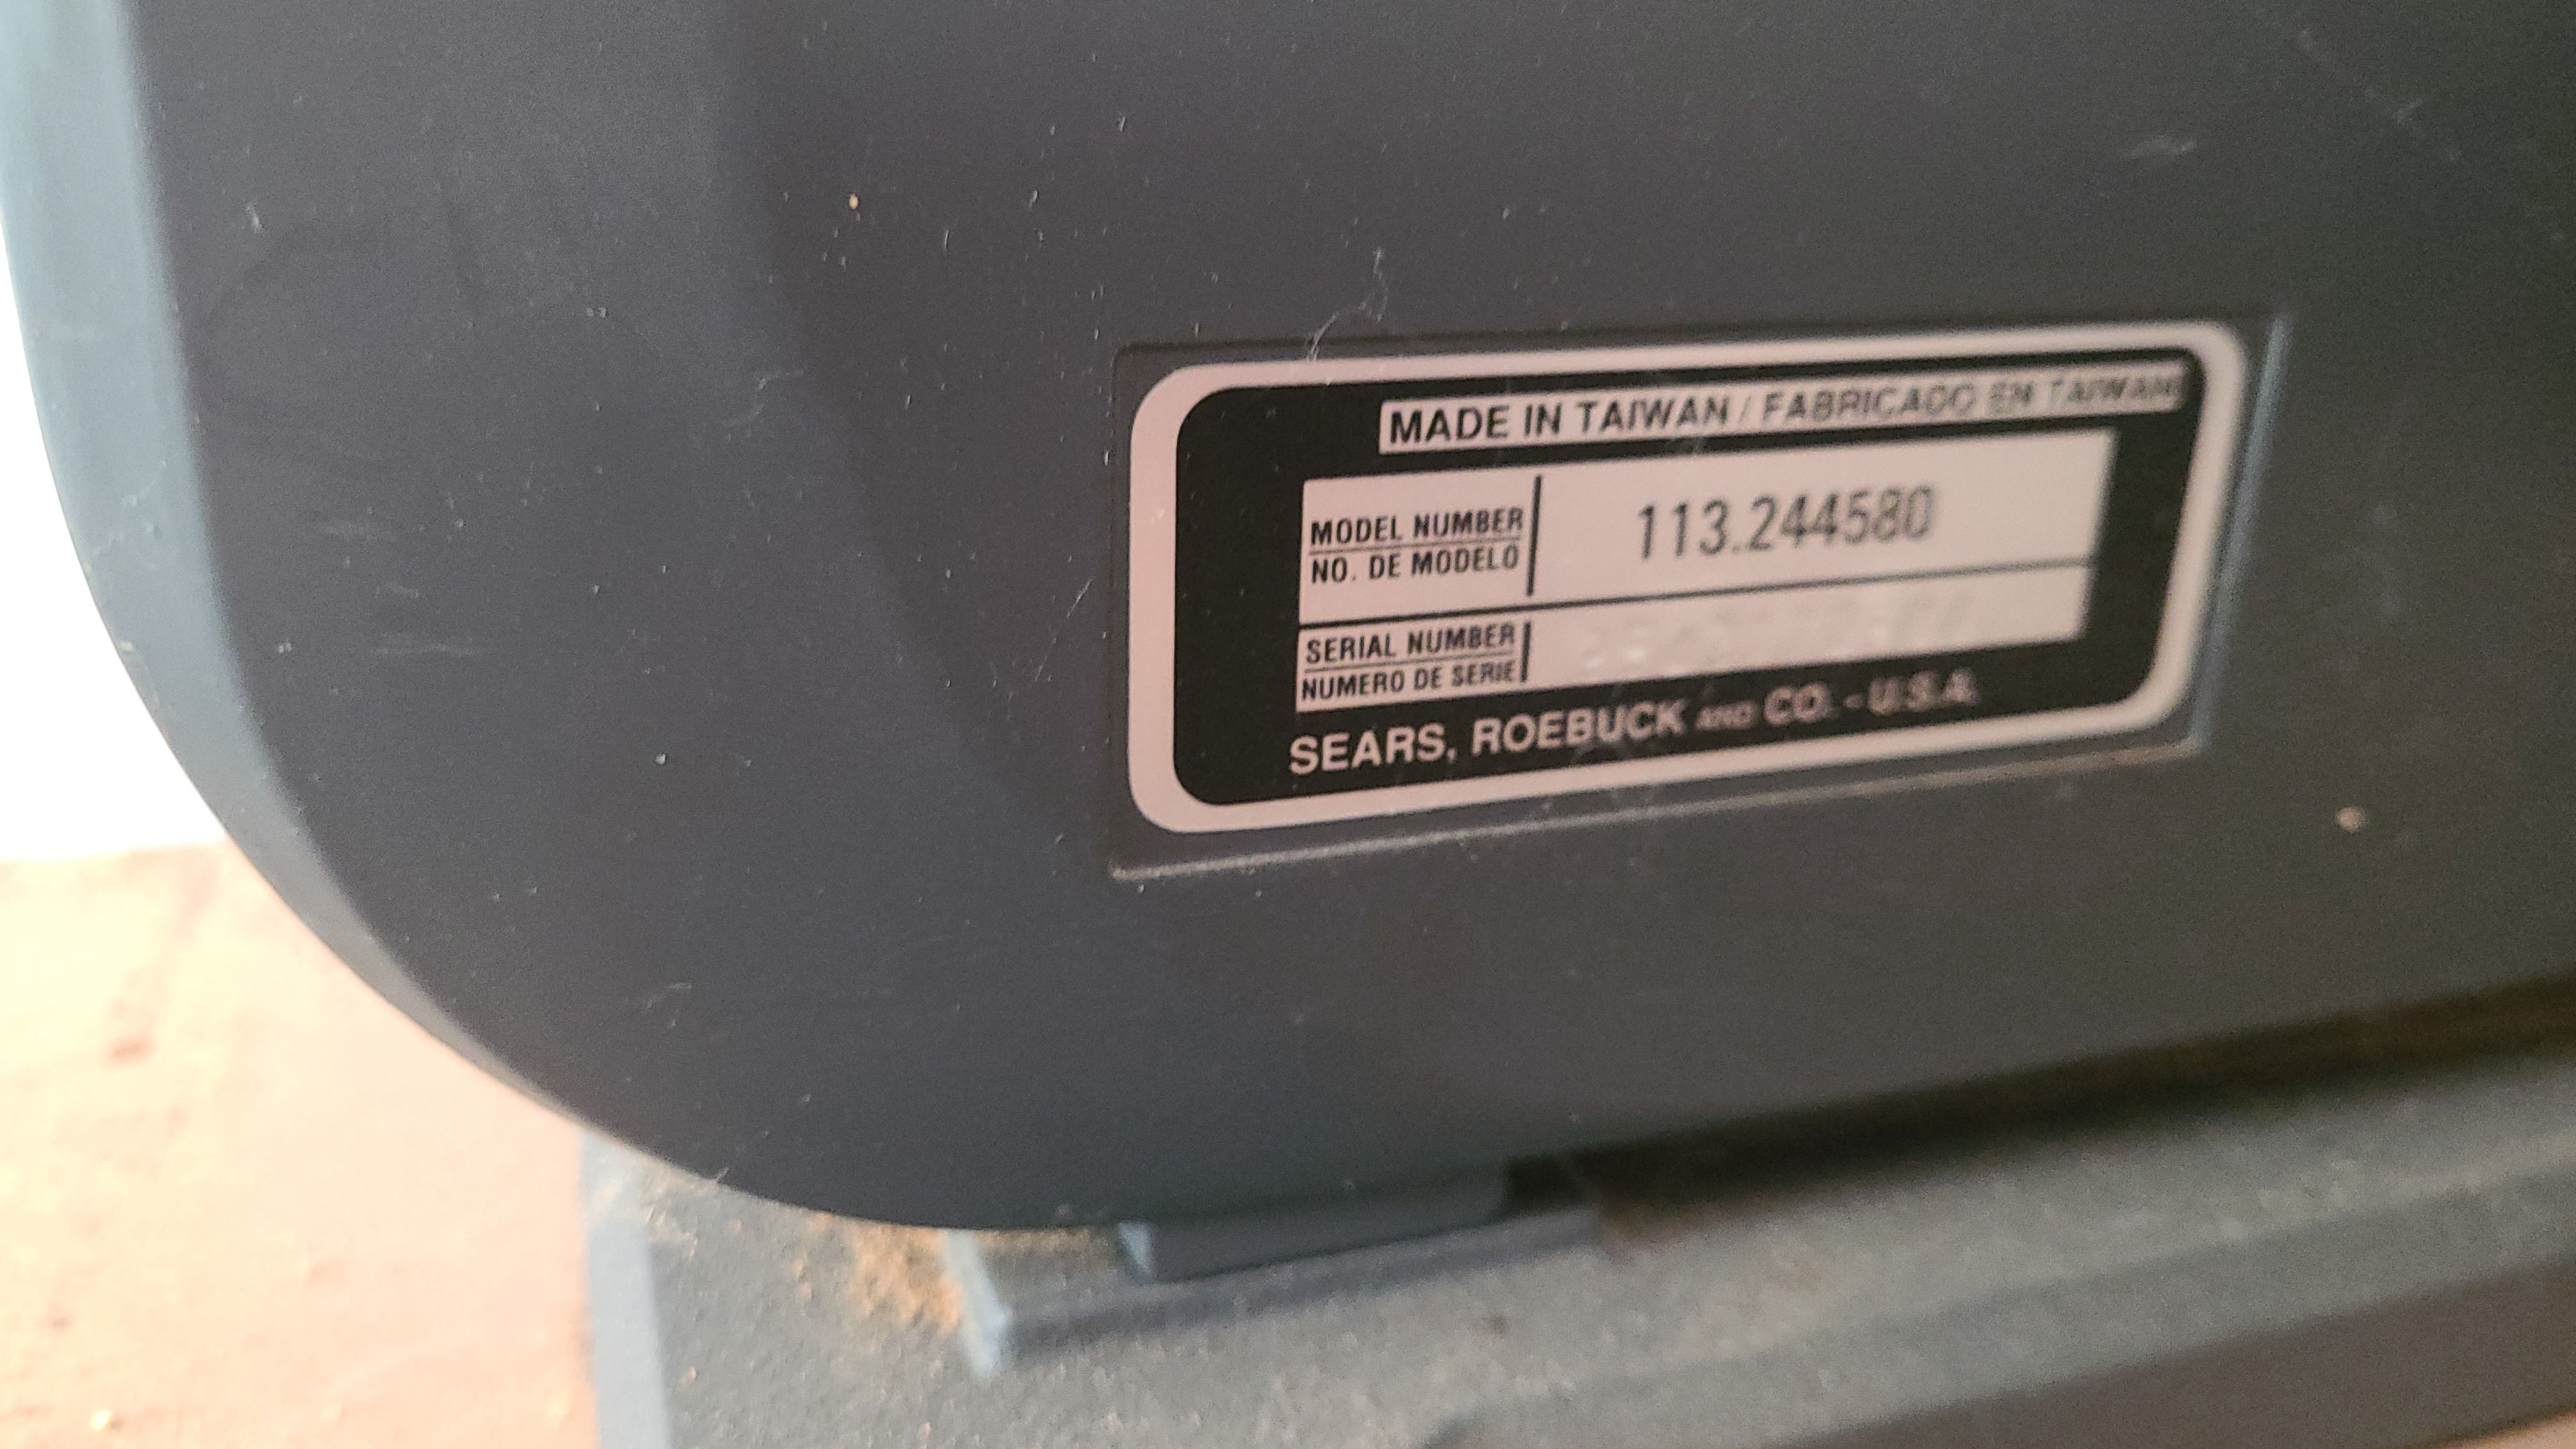 MADE IN TAIWAN / FABRICADO EN TAIWAN
MODEL NUMBER
NO. DE MODELO
113.244580
SERIAL NUMBER
NUMERO DE SERIE
SEARS, ROEBUCK AND CO. - U.S.A.